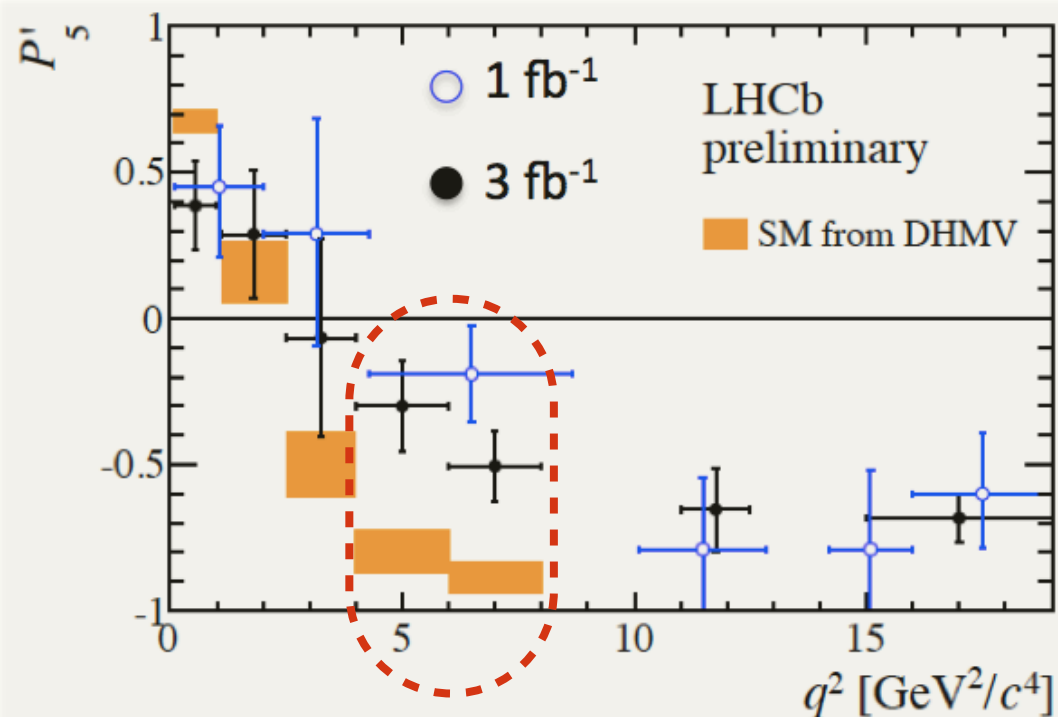 P'5
1
0.5
0
-0.5
-1
1 fb-1
3 fb-1
LHCb
preliminary
SM from DHMV
0
5
10
15
q2 [GeV2/c4]